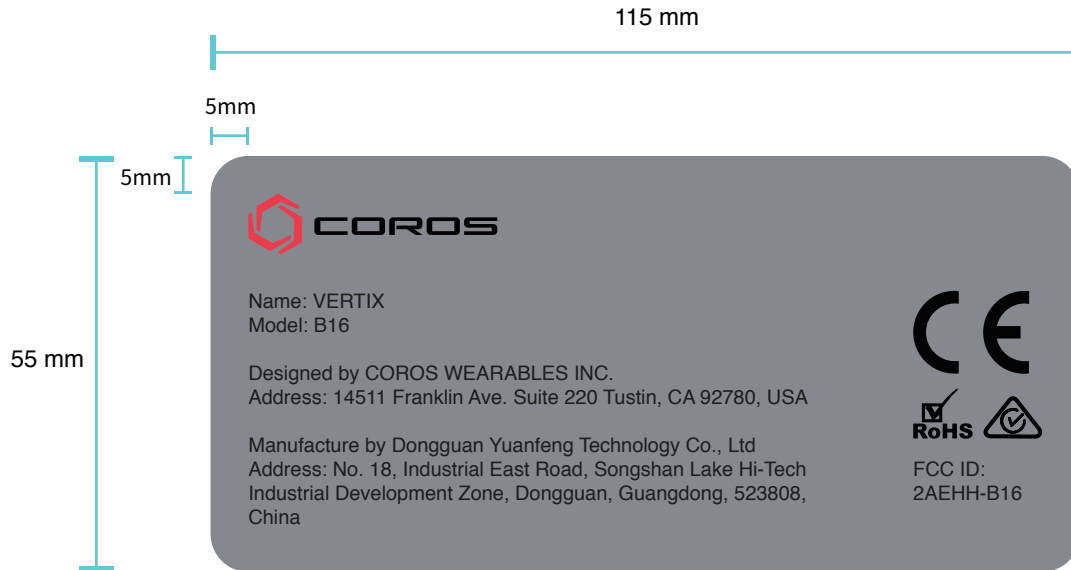 115 mm
5mm
5mm
55 mm
COROS
Name: VERTIX
Model: B16
Designed by COROS WEARABLES INC.
Address: 14511 Franklin Ave. Suite 220 Tustin, CA 92780, USA
Manufacture by Dongguan Yuanfeng Technology Co., Ltd
Address: No. 18, Industrial East Road, Songshan Lake Hi-Tech
Industrial Development Zone, Dongguan, Guangdong, 523808,
China
CE
RoHS
FCC ID:
2AEHH-B16